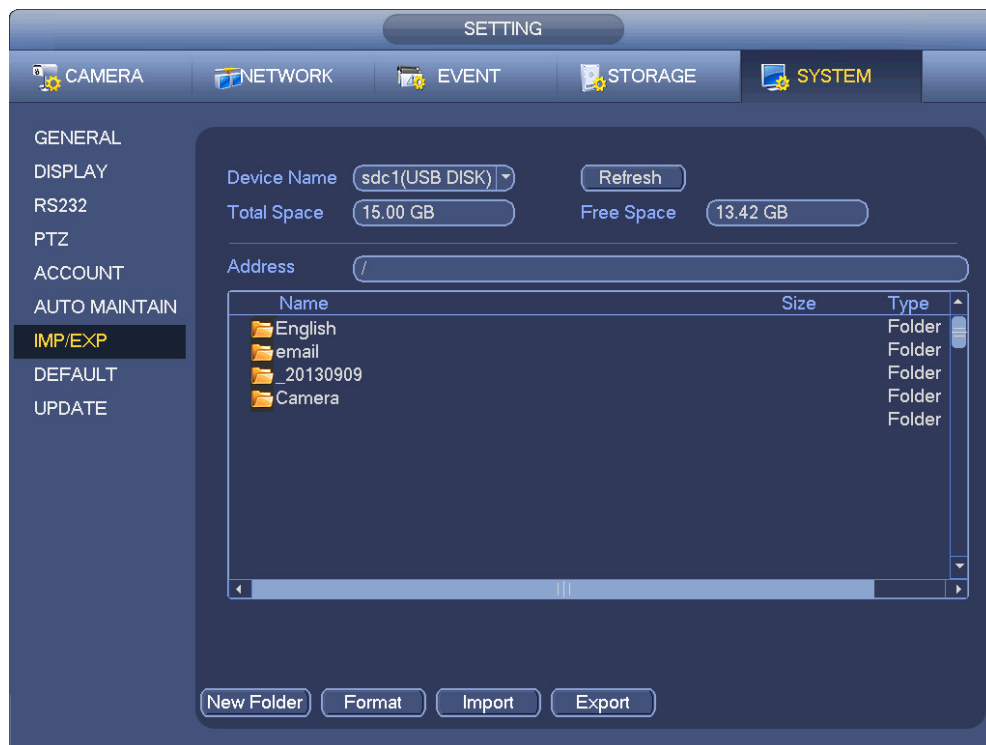 SETTING
CAMERA NETWORK EVENT STORAGE SYSTEM
GENERAL
DISPLAY
RS232
PTZ
ACCOUNT
AUTO MAINTAIN
IMP/EXP
DEFAULT
UPDATE
Device Name sdc1(USB DISK) Refresh
Total Space 15.00 GB Free Space 13.42 GB
Address /
Name Size Type
English Folder
email Folder
_20130909 Folder
Camera Folder
Folder
New Folder Format Import Export